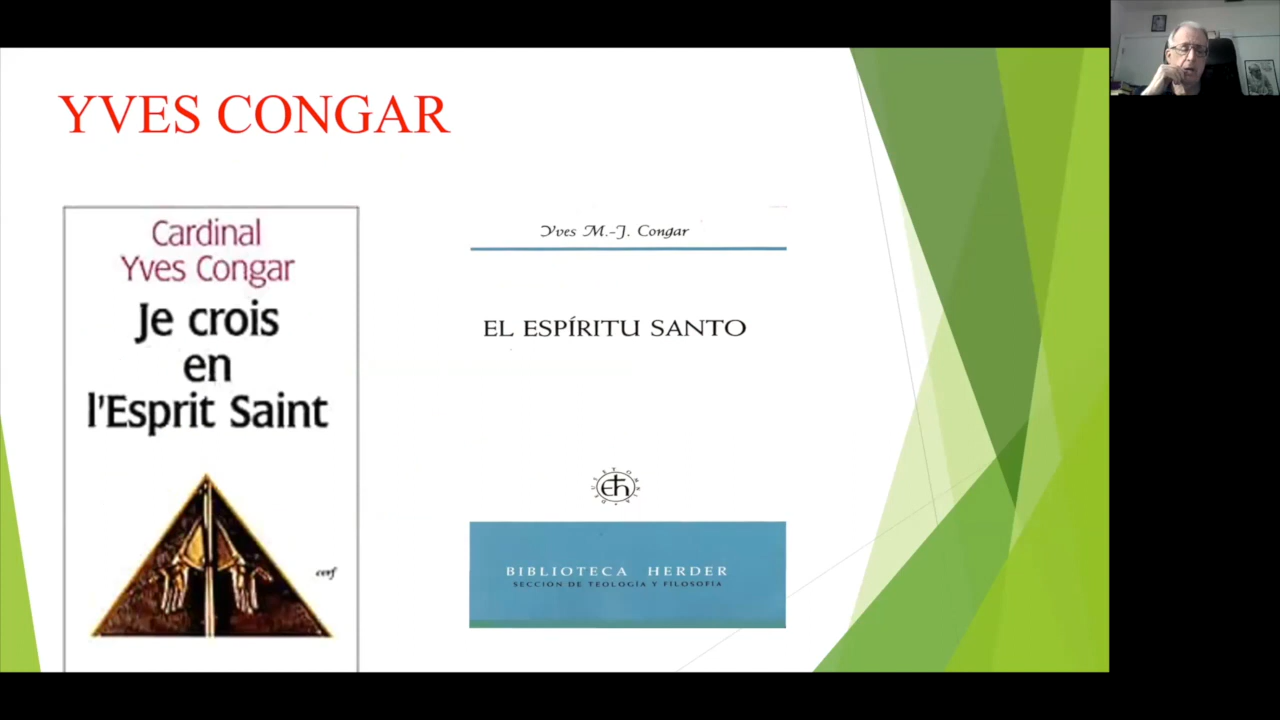 YVES CONGAR
Cardinal
Yves Congar
Je crois
en
l'Esprit Saint
cerf
Yves M.-J. Congar
EL ESPÍRITU SANTO
BIBLIOTECA HERDER
SECCIÓN DE TEOLOGÍA Y FILOSOFÍA